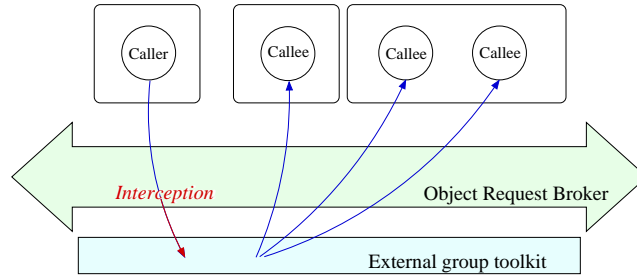 Caller
Callee
Callee
Callee
Interception
Object Request Broker
External group toolkit